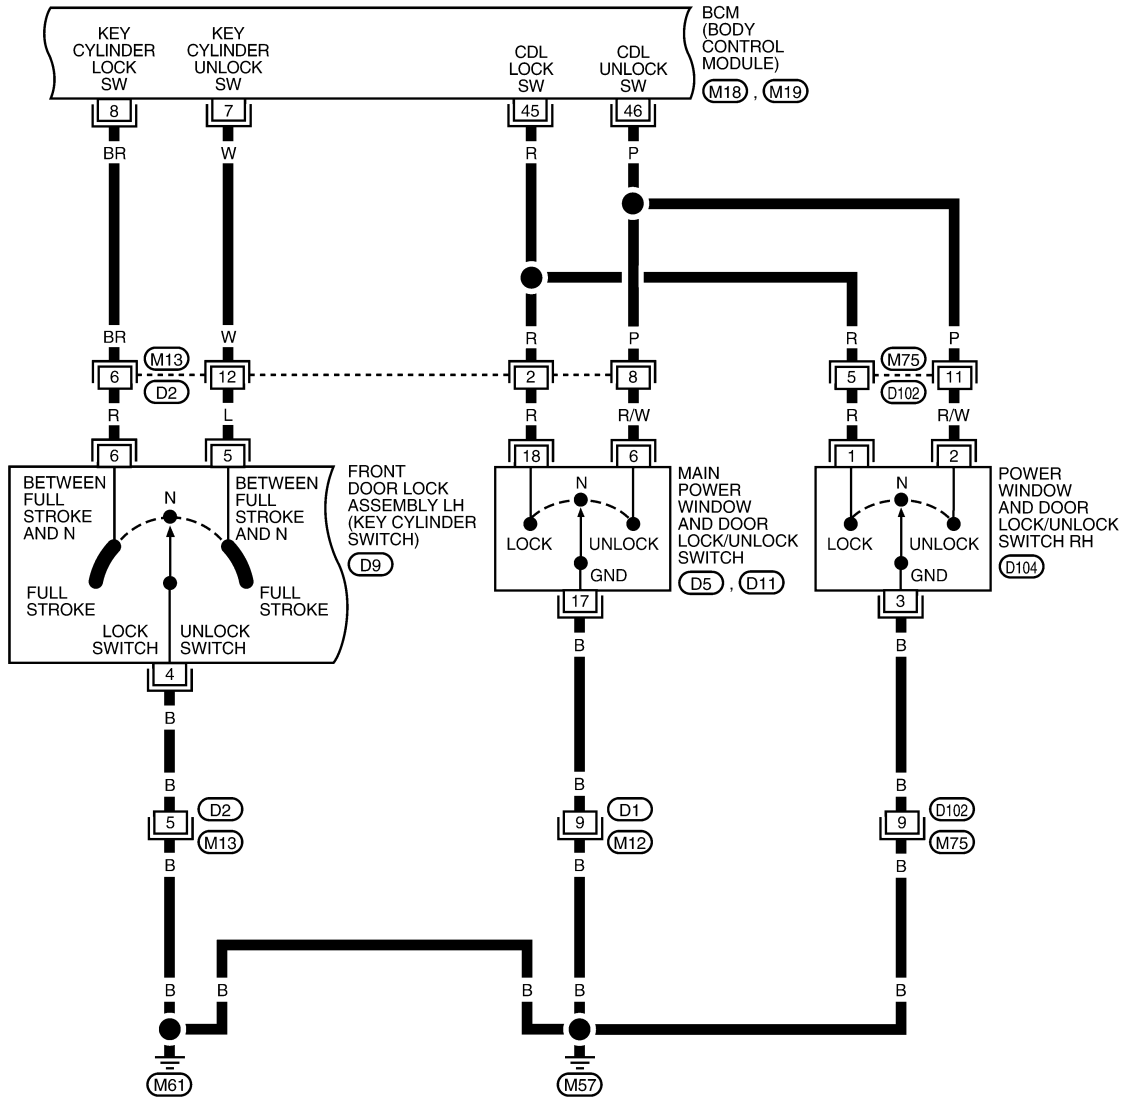 BCM
(BODY
CONTROL
MODULE)
M18 , M19
KEY
CYLINDER
LOCK
SW
KEY
CYLINDER
UNLOCK
SW
CDL
LOCK
SW
CDL
UNLOCK
SW
8 7 45 46
BR W R P
BR W R P R P
M13 M75
6 12 2 8 5 11
D2 D102
R L R R/W R R/W
6 5 18 6 1 2
BETWEEN
FULL
STROKE
AND N
N
BETWEEN
FULL
STROKE
AND N
FULL
STROKE
FULL
STROKE
LOCK
SWITCH
UNLOCK
SWITCH
FRONT
DOOR LOCK
ASSEMBLY LH
(KEY CYLINDER
SWITCH)
D9
N
LOCK UNLOCK
GND
MAIN
POWER
WINDOW
AND DOOR
LOCK/UNLOCK
SWITCH
D5 , D11
N
LOCK UNLOCK
GND
POWER
WINDOW
AND DOOR
LOCK/UNLOCK
SWITCH RH
D104
4 17 3
B B B
B B B
D2 D1 D102
5 9 9
M13 M12 M75
B B B
B B B B B
M61 M57